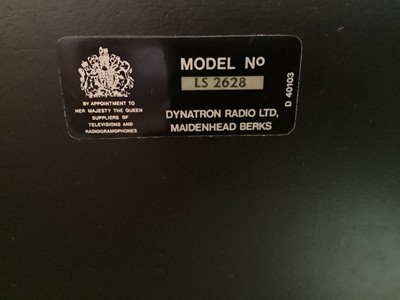 MODEL NO
LS 2628
BY APPOINTMENT TO
HER MAJESTY THE QUEEN
SUPPLIERS OF
TELEVISIONS AND
RADIOGRAMOPHONES
DYNATRON RADIO LTD,
MAIDENHEAD BERKS
D 40103